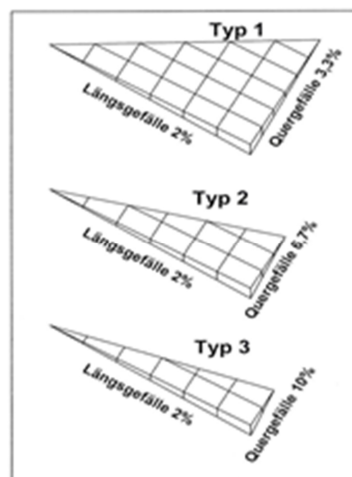 Typ 1
Längsgefälle 2%
Quergefälle 3,3%
Typ 2
Längsgefälle 2%
Quergefälle 6,7%
Typ 3
Längsgefälle 2%
Quergefälle 10%